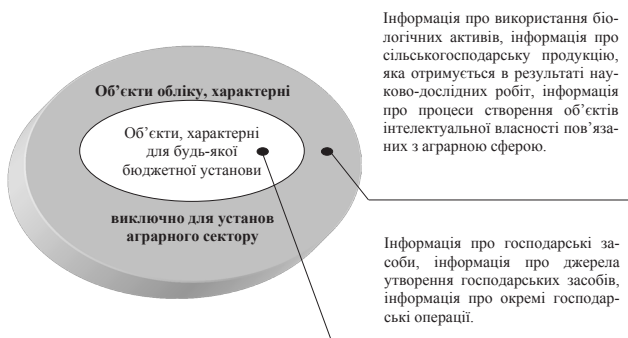 Інформація про використання біо-
логічних активів, інформація про
сільськогосподарську продукцію,
яка отримується в результаті нау-
ково-дослідних робіт, інформація
про процеси створення об’єктів
інтелектуальної власності пов’яза-
них з аграрною сферою.
Об’єкти обліку, характерні
Об’єкти, характерні
для будь-якої
бюджетної установи
виключно для установ
аграрного сектору
Інформація про господарські за-
соби, інформація про джерела
утворення господарських засобів,
інформація про окремі господар-
ські операції.